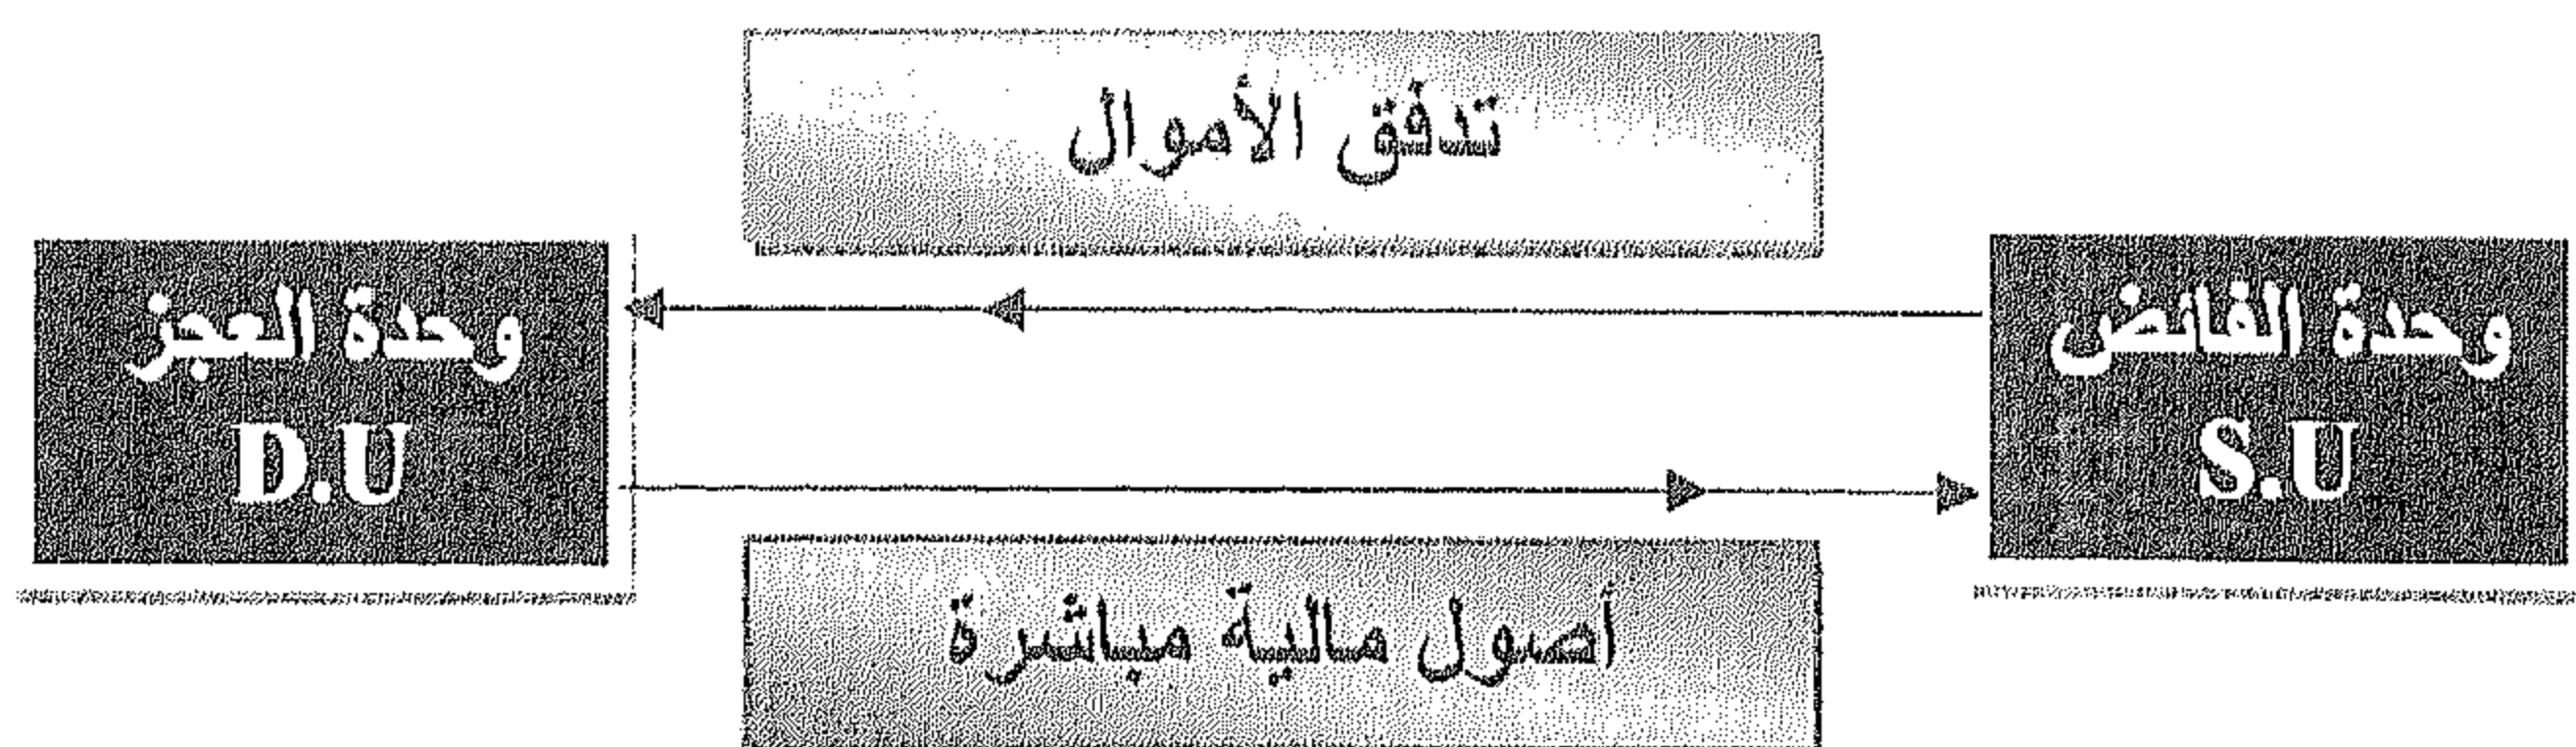 تدفق الأموال
وحدة الفائض
S.U
وحدة العجز
D.U
أصول مالية مباشرة